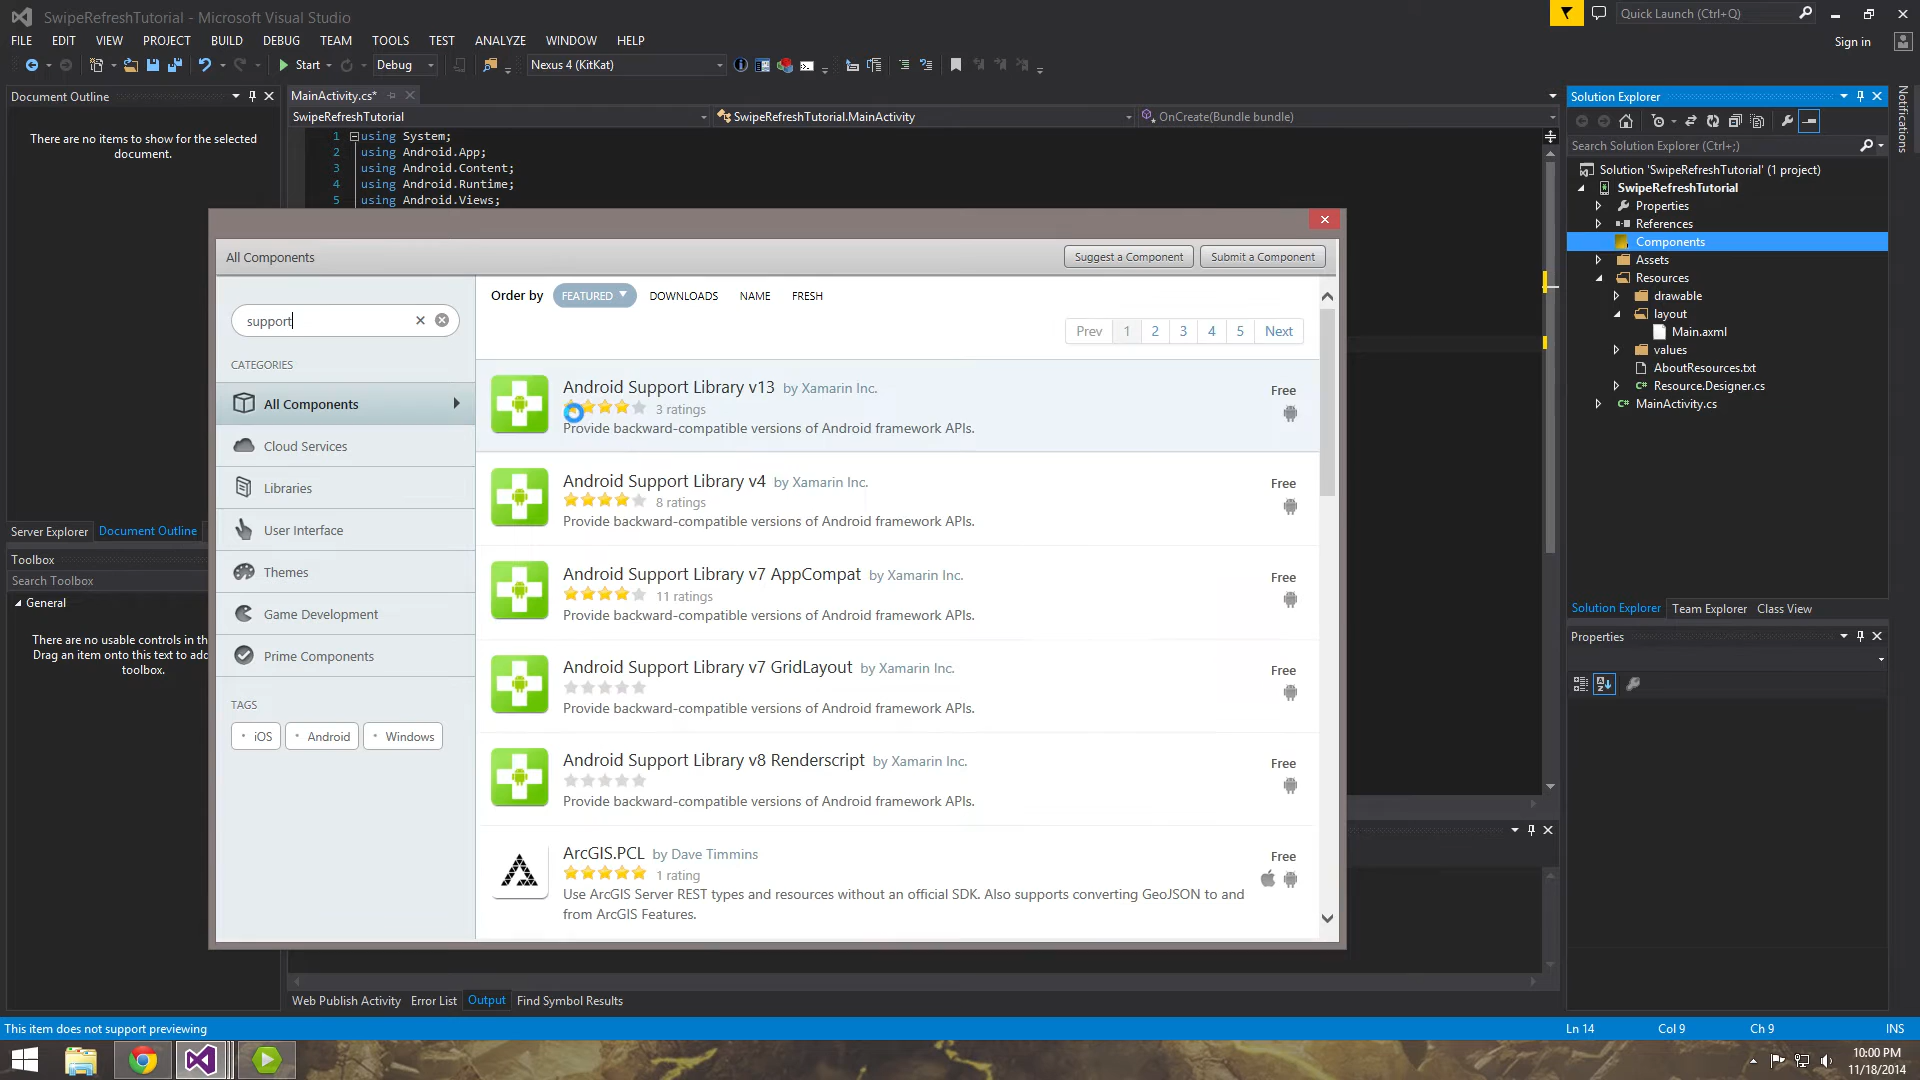 SwipeRefreshTutorial - Microsoft Visual Studio
Quick Launch (Ctrl+Q)
FILE EDIT VIEW PROJECT BUILD DEBUG TEAM TOOLS TEST ANALYZE WINDOW HELP
Sign in
Start Debug Nexus 4 (KitKat)
Document Outline
There are no items to show for the selected
document.
Server Explorer Document Outline
Toolbox
Search Toolbox
General
There are no usable controls in th
Drag an item onto this text to add
toolbox.
MainActivity.cs*
SwipeRefreshTutorial SwipeRefreshTutorial.MainActivity OnCreate(Bundle bundle)
1 using System;
2 using Android.App;
3 using Android.Content;
4 using Android.Runtime;
5 using Android.Views;
All Components
Suggest a Component Submit a Component
support
CATEGORIES
All Components
Cloud Services
Libraries
User Interface
Themes
Game Development
Prime Components
TAGS
iOS Android Windows
Order by FEATURED DOWNLOADS NAME FRESH
Prev 1 2 3 4 5 Next
Android Support Library v13 by Xamarin Inc. Free
3 ratings
Provide backward-compatible versions of Android framework APIs.
Android Support Library v4 by Xamarin Inc. Free
8 ratings
Provide backward-compatible versions of Android framework APIs.
Android Support Library v7 AppCompat by Xamarin Inc. Free
11 ratings
Provide backward-compatible versions of Android framework APIs.
Android Support Library v7 GridLayout by Xamarin Inc. Free
Provide backward-compatible versions of Android framework APIs.
Android Support Library v8 Renderscript by Xamarin Inc. Free
Provide backward-compatible versions of Android framework APIs.
ArcGIS.PCL by Dave Timmins Free
1 rating
Use ArcGIS Server REST types and resources without an official SDK. Also supports converting GeoJSON to and
from ArcGIS Features.
Web Publish Activity Error List Output Find Symbol Results
Solution Explorer
Search Solution Explorer (Ctrl+;)
Solution 'SwipeRefreshTutorial' (1 project)
SwipeRefreshTutorial
Properties
References
Components
Assets
Resources
drawable
layout
Main.axml
values
AboutResources.txt
Resource.Designer.cs
MainActivity.cs
Solution Explorer Team Explorer Class View
Properties
Notifications
This item does not support previewing
Ln 14 Col 9 Ch 9 INS
10:00 PM
11/18/2014